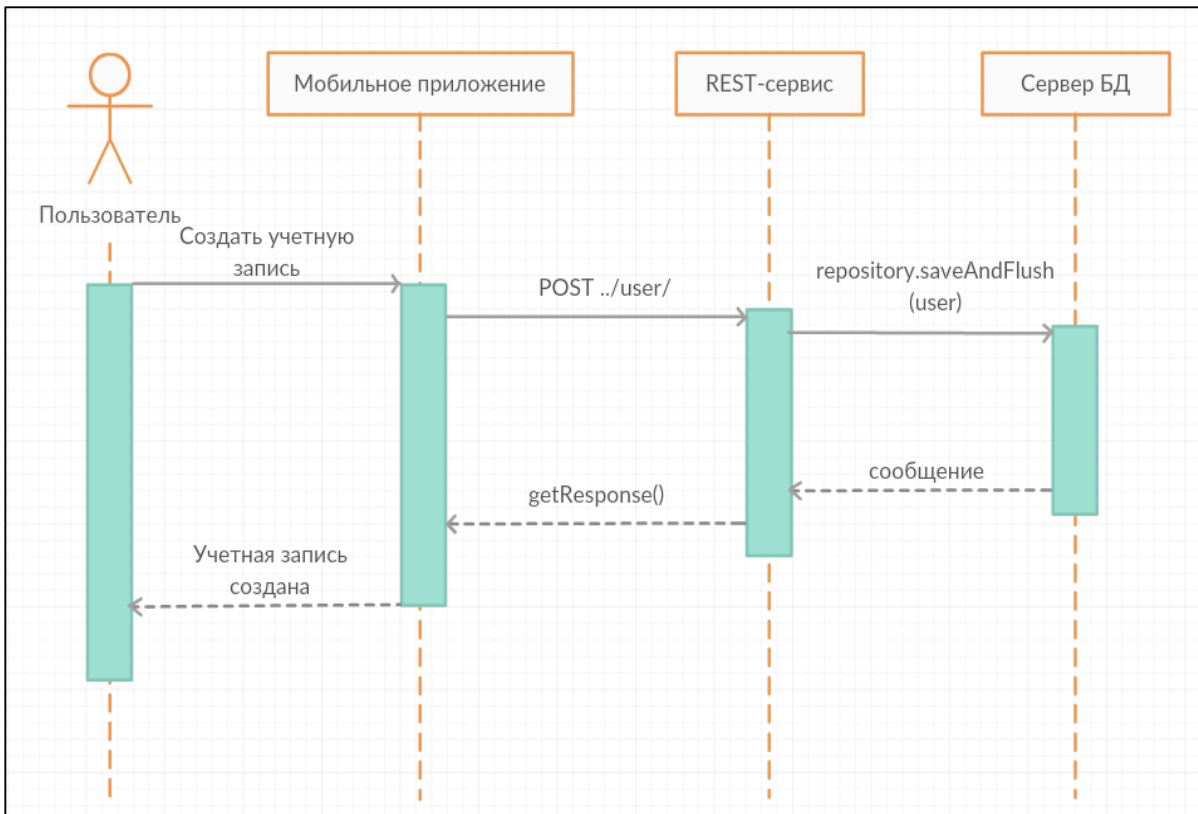 Мобильное приложение
REST-сервис
Сервер БД
Пользователь
Создать учетную
запись
POST ../user/
repository.saveAndFlush
(user)
сообщение
getResponse()
Учетная запись
создана